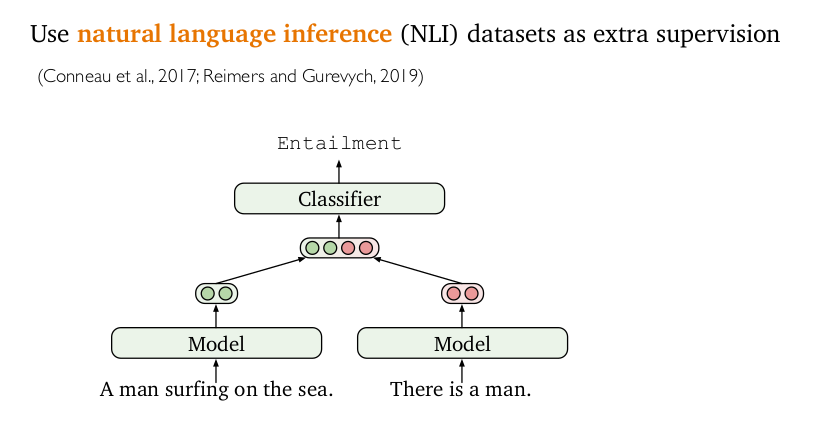 Use natural language inference (NLI) datasets as extra supervision
(Conneau et al., 2017; Reimers and Gurevych, 2019)
Entailment
Classifier
Model Model
A man surfing on the sea. There is a man.